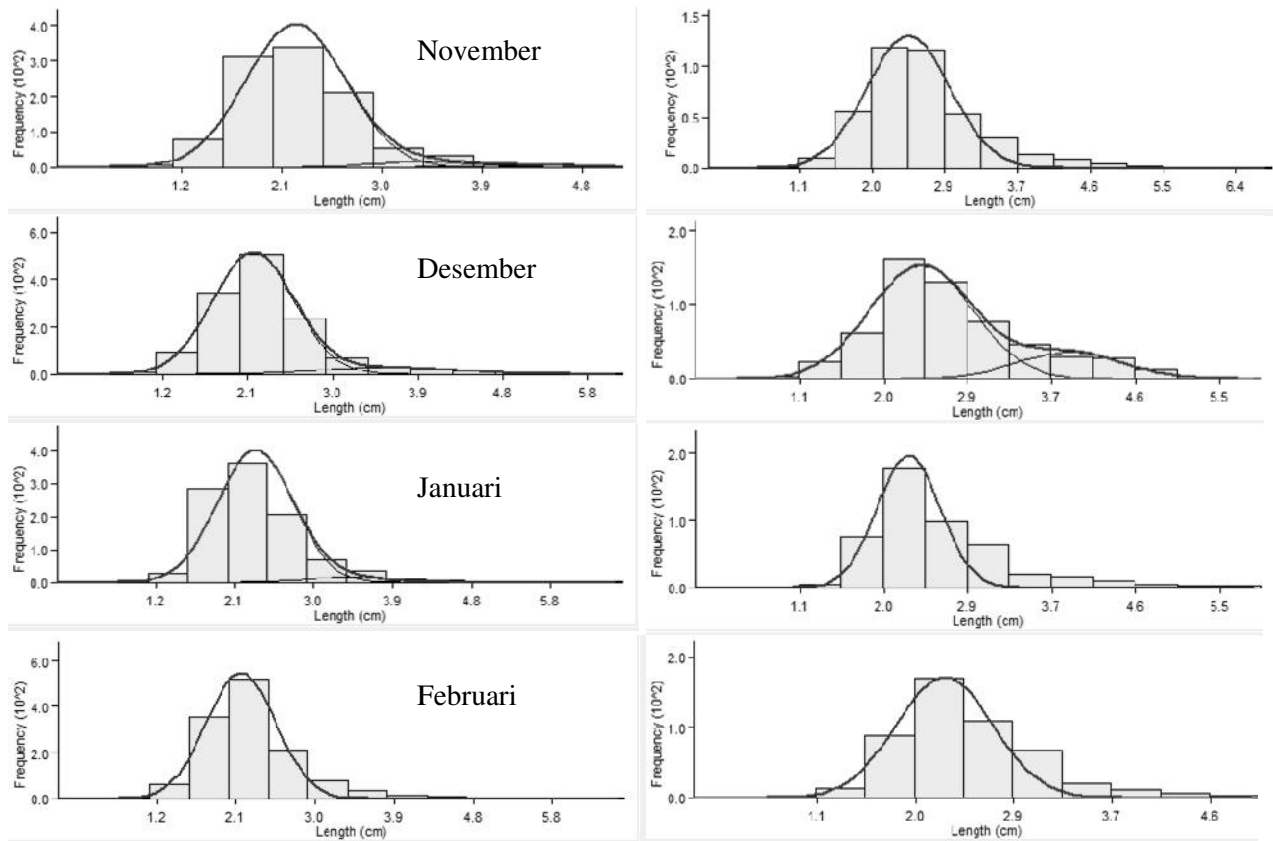 Frequency (10^2)
4.0
3.0
2.0
1.0
0.0
November
1.2 2.1 3.0 3.9 4.8
Length (cm)
Frequency (10^2)
1.5
1.0
0.5
0.0
1.1 2.0 2.9 3.7 4.6 5.5 6.4
Length (cm)
Frequency (10^2)
6.0
4.0
2.0
0.0
Desember
1.2 2.1 3.0 3.9 4.8 5.8
Length (cm)
Frequency (10^2)
2.0
1.0
0.0
1.1 2.0 2.9 3.7 4.6 5.5
Length (cm)
Frequency (10^2)
4.0
3.0
2.0
1.0
0.0
Januari
1.2 2.1 3.0 3.9 4.8 5.8
Length (cm)
Frequency (10^2)
2.0
1.0
0.0
1.1 2.0 2.9 3.7 4.6 5.5
Length (cm)
Frequency (10^2)
6.0
4.0
2.0
0.0
Februari
1.2 2.1 3.0 3.9 4.8 5.8
Length (cm)
Frequency (10^2)
2.0
1.0
0.0
1.1 2.0 2.9 3.7 4.6
Length (cm)